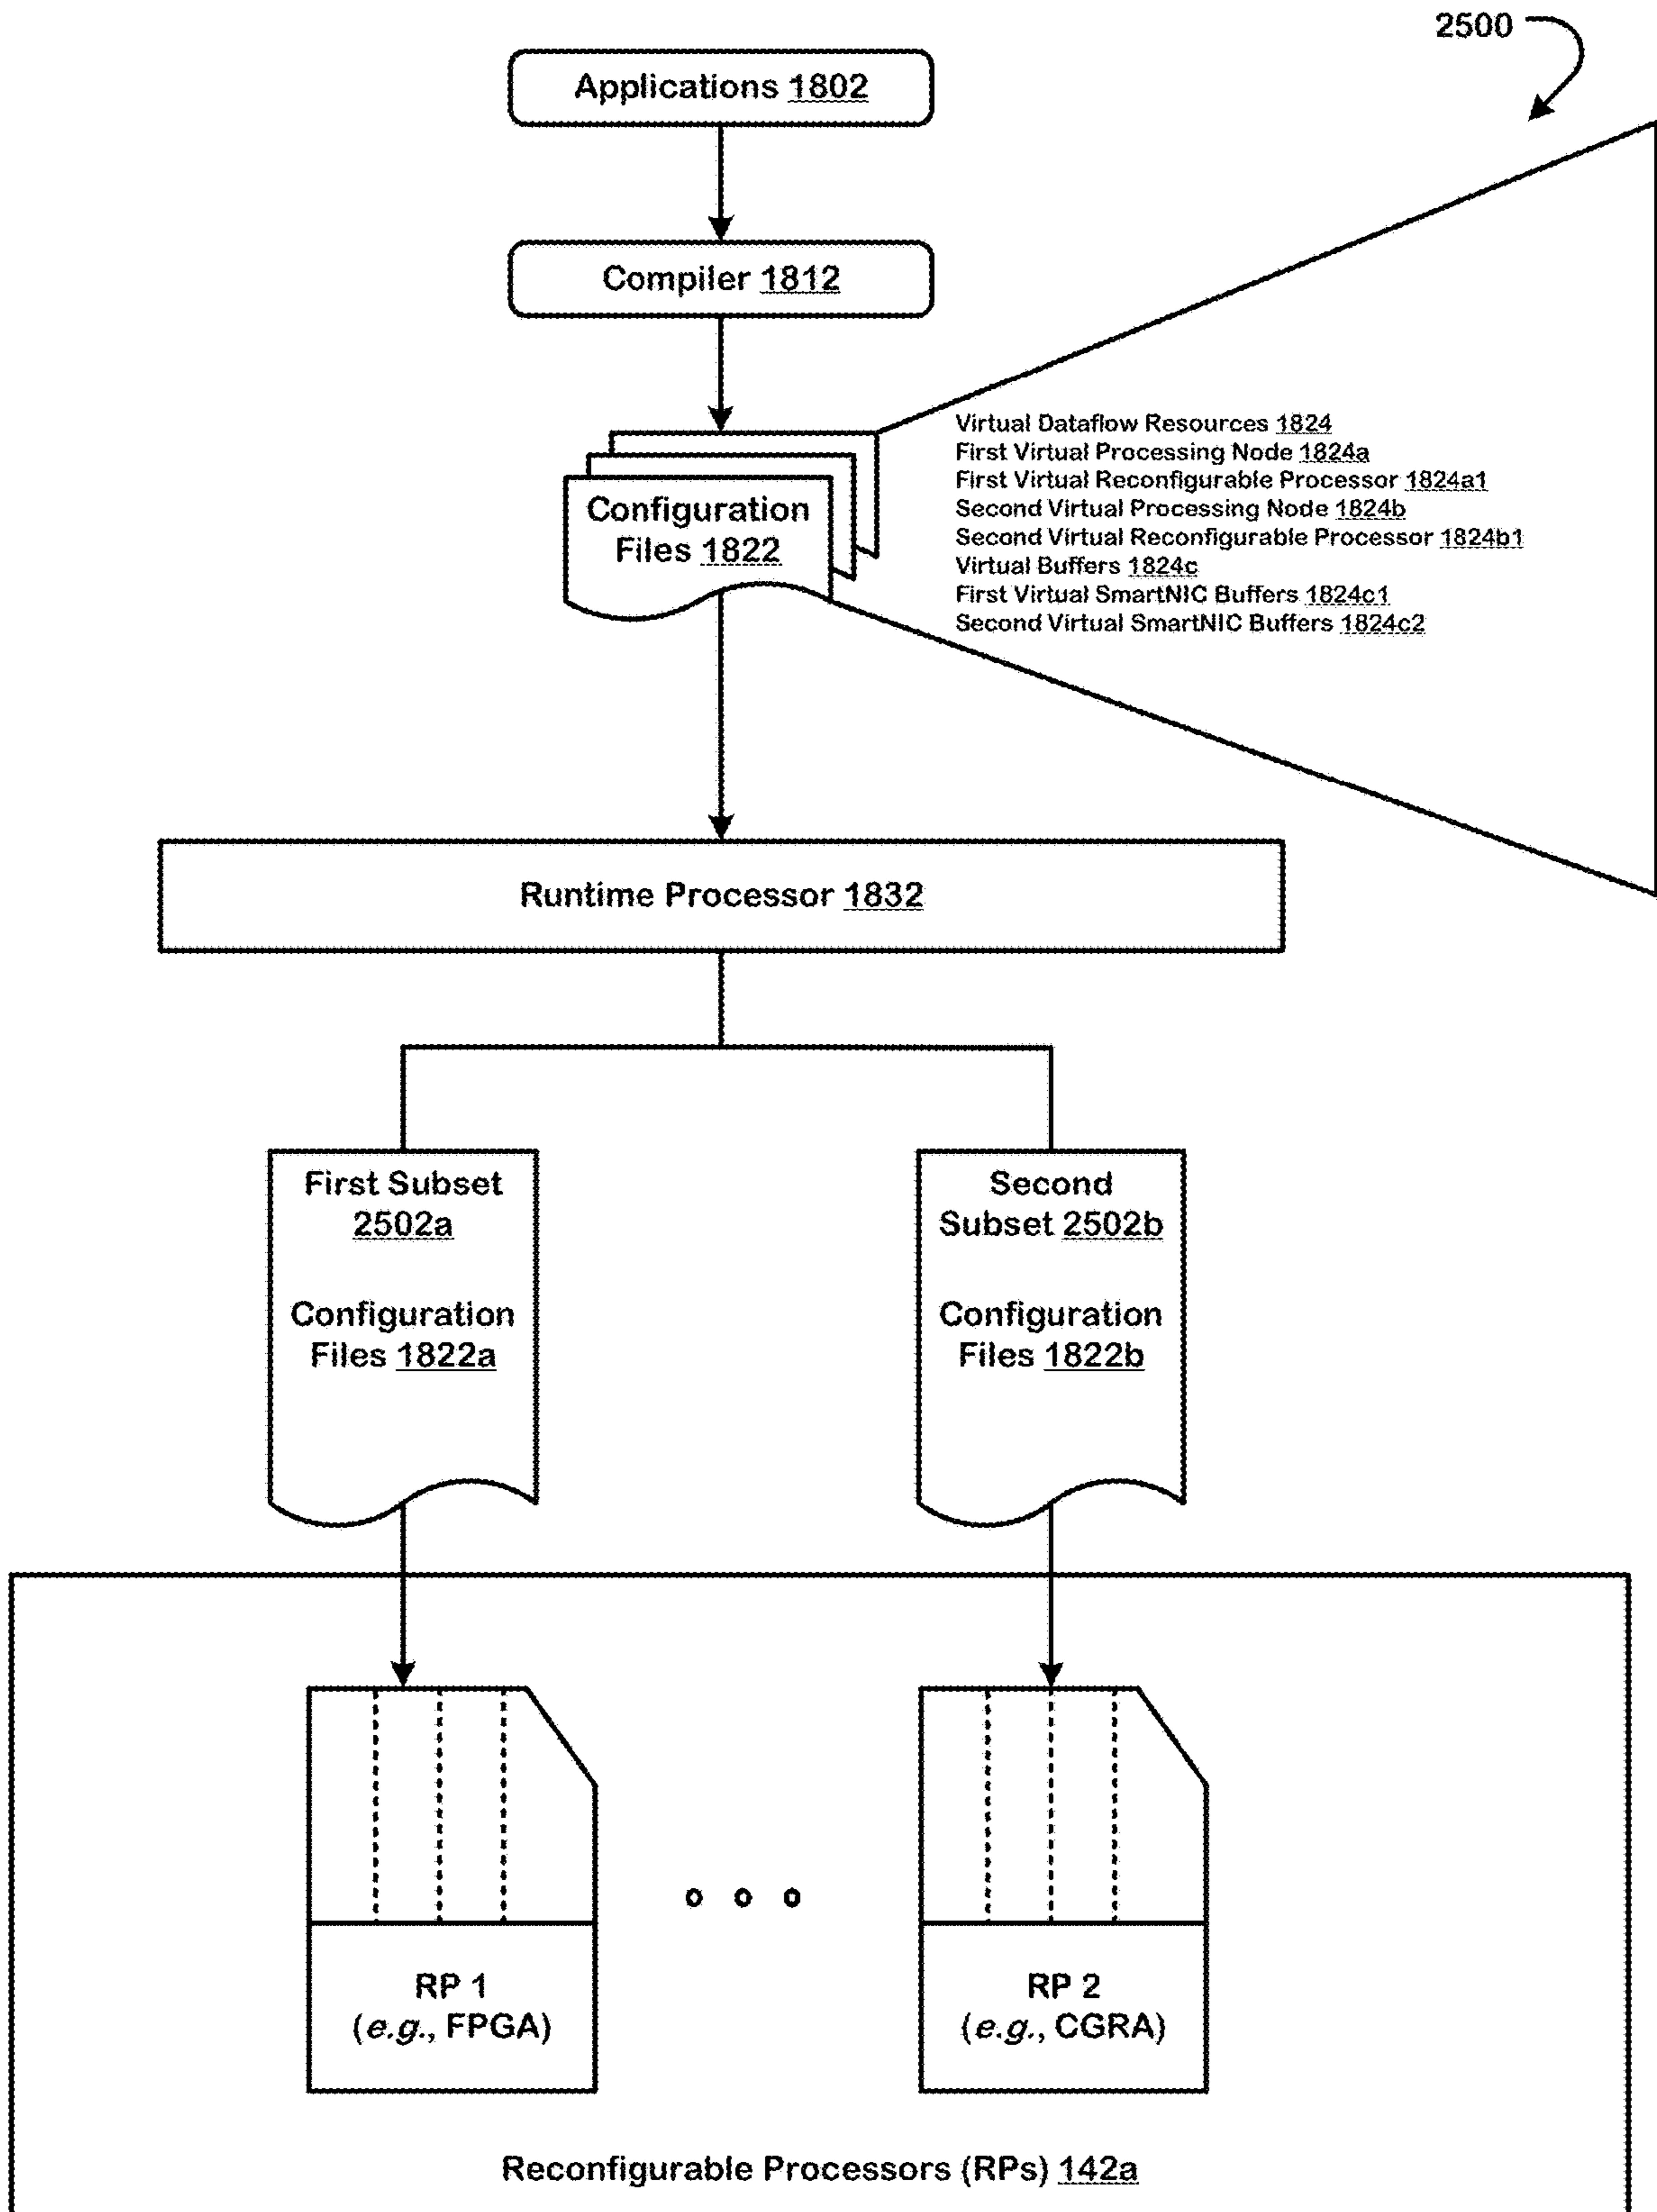 2500
Applications 1802
Compiler 1812
Configuration
Files 1822
Virtual Dataflow Resources 1824
First Virtual Processing Node 1824a
First Virtual Reconfigurable Processor 1824a1
Second Virtual Processing Node 1824b
Second Virtual Reconfigurable Processor 1824b1
Virtual Buffers 1824c
First Virtual SmartNIC Buffers 1824c1
Second Virtual SmartNIC Buffers 1824c2
Runtime Processor 1832
First Subset
2502a
Configuration
Files 1822a
Second
Subset 2502b
Configuration
Files 1822b
RP 1
(e.g., FPGA)
RP 2
(e.g., CGRA)
Reconfigurable Processors (RPs) 142a